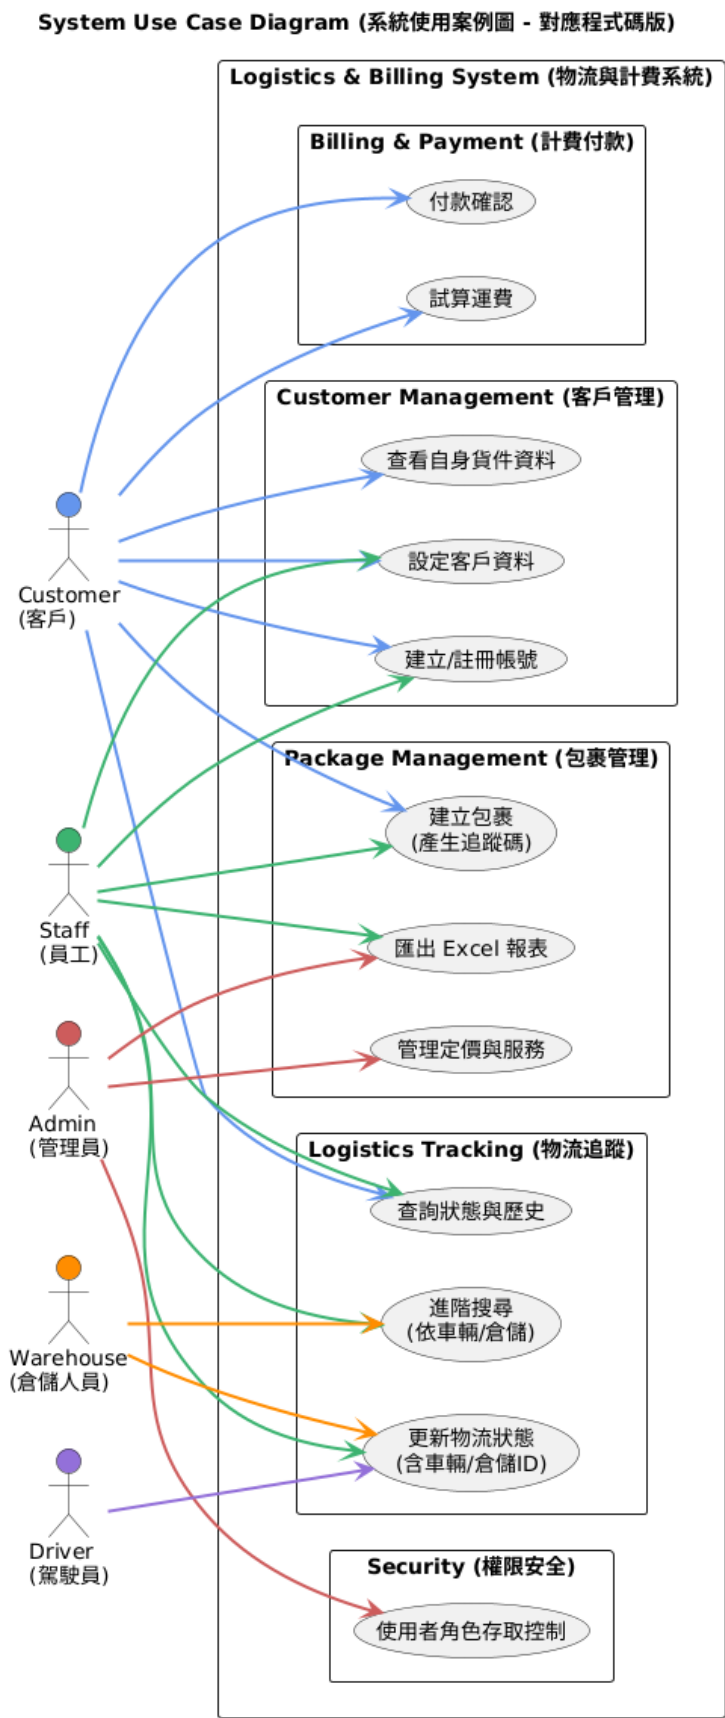 System Use Case Diagram (系統使用案例圖 - 對應程式碼版)
Logistics & Billing System (物流與計費系統)
Billing & Payment (計費付款)
付款確認
試算運費
Customer Management (客戶管理)
查看自身貨件資料
設定客戶資料
建立/註冊帳號
Customer
(客戶)
Package Management (包裹管理)
建立包裹
(產生追蹤碼)
匯出 Excel 報表
管理定價與服務
Staff
(員工)
Admin
(管理員)
Logistics Tracking (物流追蹤)
查詢狀態與歷史
進階搜尋
(依車輛/倉儲)
更新物流狀態
(含車輛/倉儲ID)
Warehouse
(倉儲人員)
Driver
(駕駛員)
Security (權限安全)
使用者角色存取控制